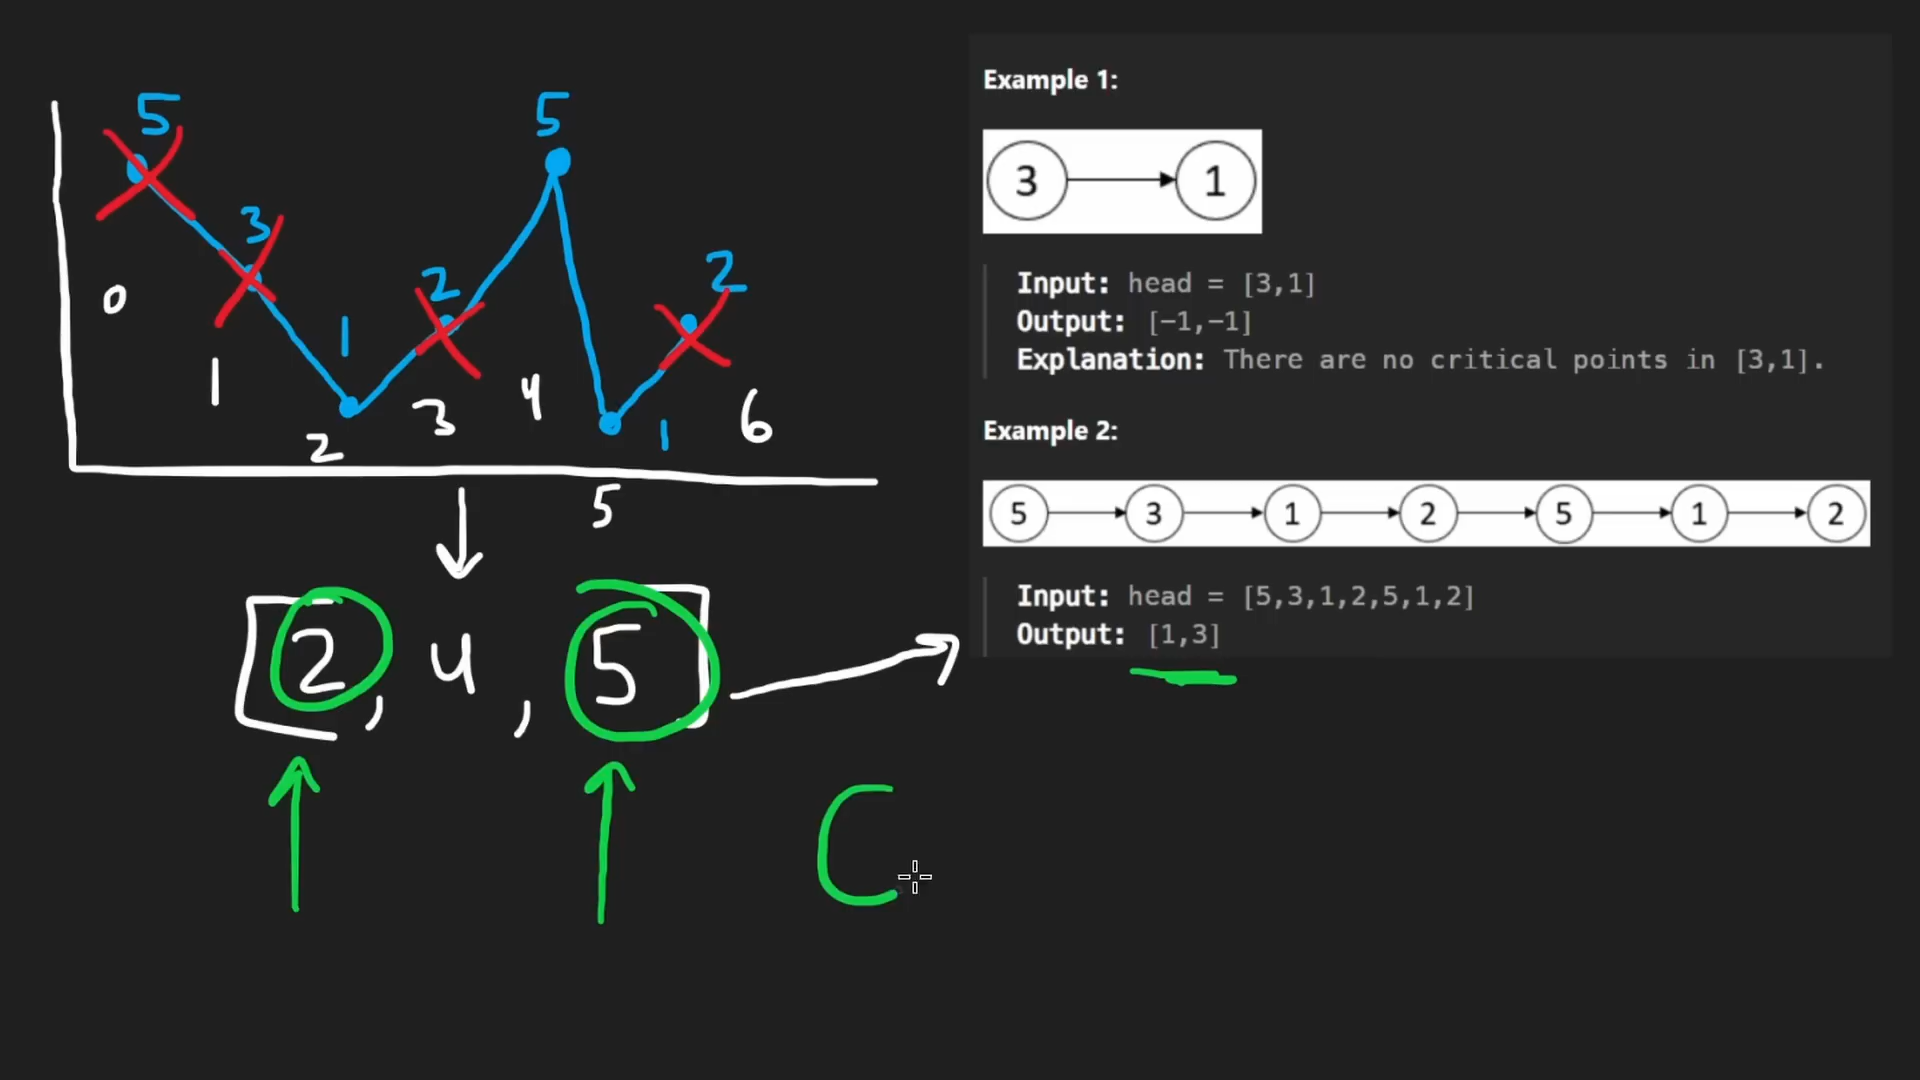 5
5
3
2
2
0
1
1
3
4
1
6
2
5
2, 4, 5
C
Example 1:
3 1
Input: head = [3,1]
Output: [-1,-1]
Explanation: There are no critical points in [3,1].
Example 2:
5 3 1 2 5 1 2
Input: head = [5,3,1,2,5,1,2]
Output: [1,3]